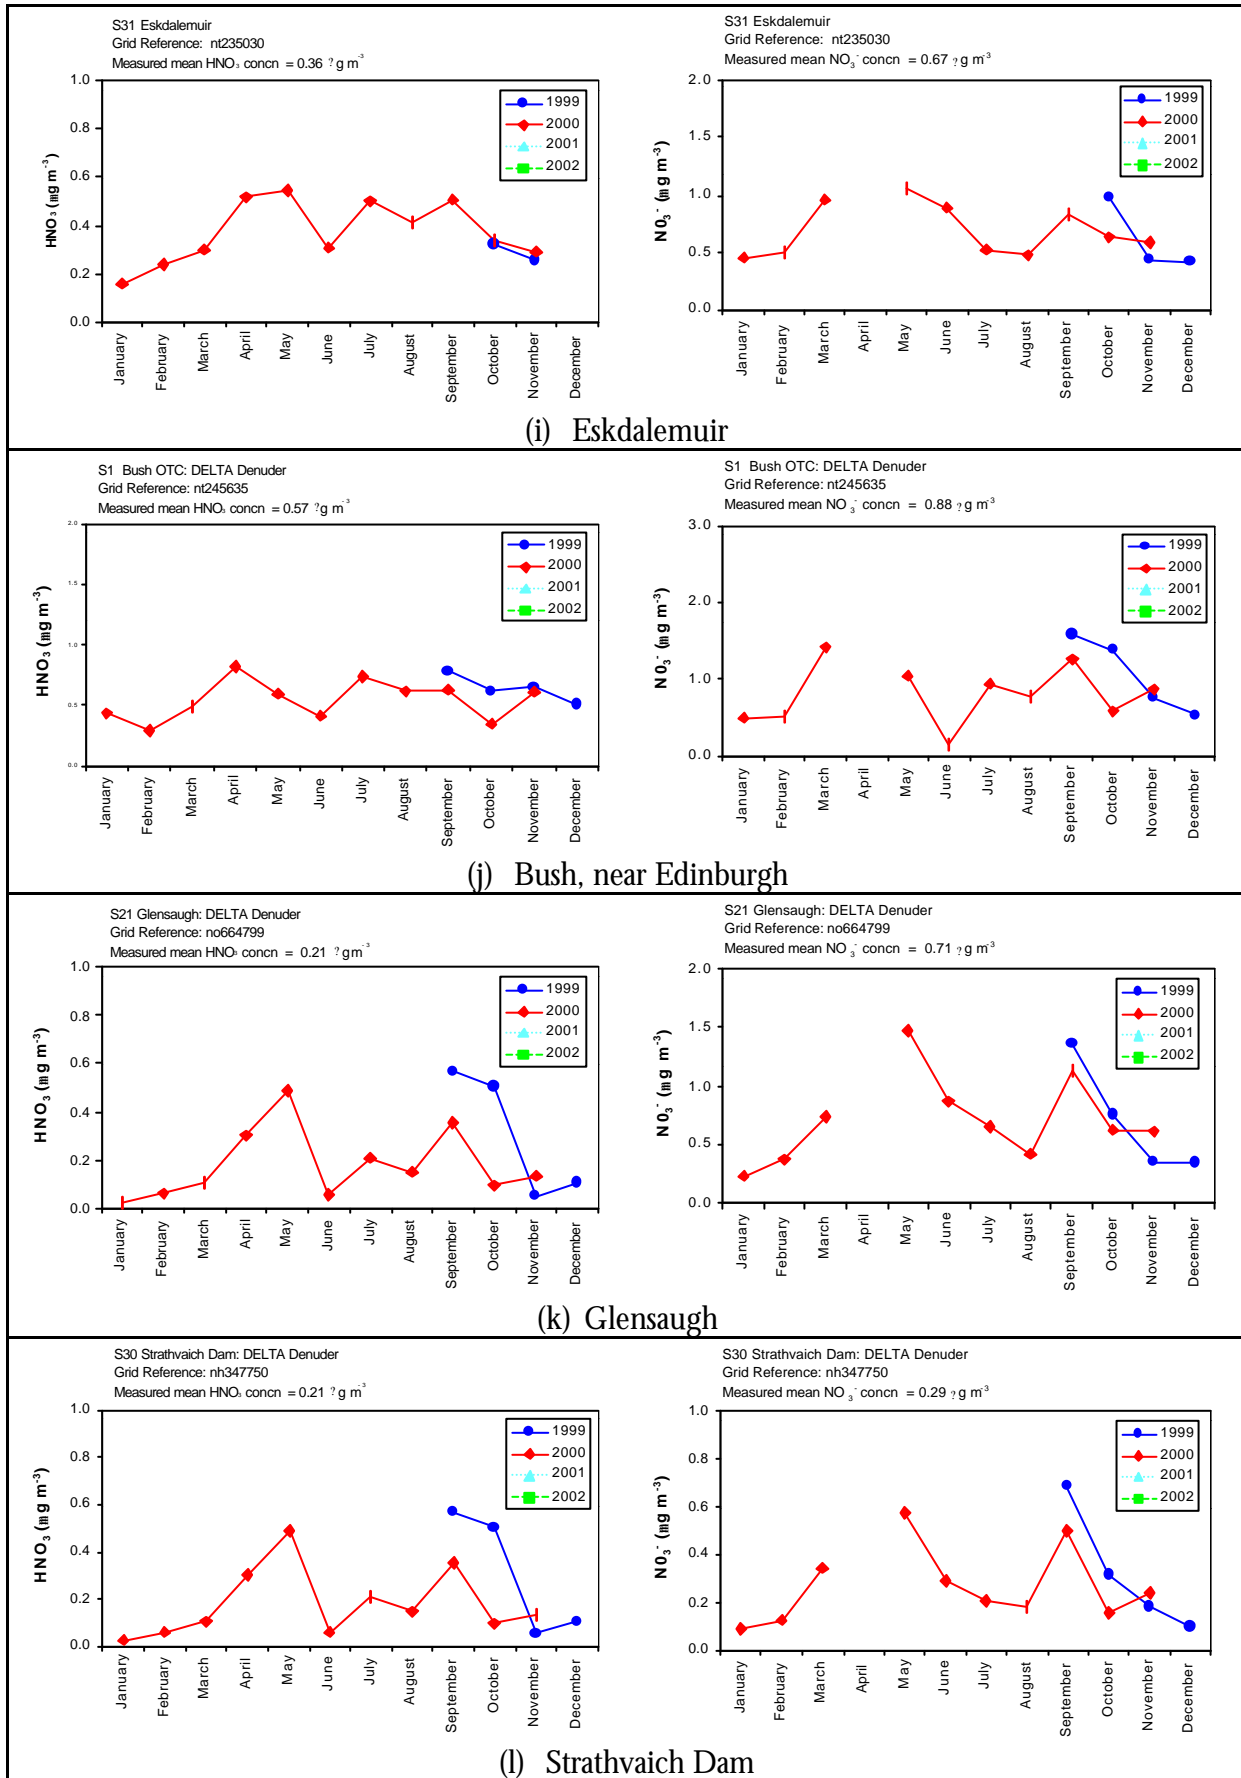 S31 Eskdalemuir
Grid Reference: nt235030
Measured mean HNO₃ concn = 0.36 ?g m⁻³
HNO₃ (mg m⁻³)
1.0
0.8
0.6
0.4
0.2
0.0
1999
2000
2001
2002
January
February
March
April
May
June
July
August
September
October
November
December
S31 Eskdalemuir
Grid Reference: nt235030
Measured mean NO₃⁻ concn = 0.67 ?g m⁻³
N0₃⁻ (mg m⁻³)
2.0
1.5
1.0
0.5
0.0
1999
2000
2001
2002
January
February
March
April
May
June
July
August
September
October
November
December
(i) Eskdalemuir
S1 Bush OTC: DELTA Denuder
Grid Reference: nt245635
Measured mean HNO₃ concn = 0.57 ?g m⁻³
HNO₃ (mg m⁻³)
2.0
1.5
1.0
0.5
0.0
1999
2000
2001
2002
January
February
March
April
May
June
July
August
September
October
November
December
S1 Bush OTC: DELTA Denuder
Grid Reference: nt245635
Measured mean NO₃⁻ concn = 0.88 ?g m⁻³
N0₃⁻ (mg m⁻³)
3.0
2.0
1.0
0.0
1999
2000
2001
2002
January
February
March
April
May
June
July
August
September
October
November
December
(j) Bush, near Edinburgh
S21 Glensaugh: DELTA Denuder
Grid Reference: no664799
Measured mean HNO₃ concn = 0.21 ?g m⁻³
HNO₃ (mg m⁻³)
1.0
0.8
0.6
0.4
0.2
0.0
1999
2000
2001
2002
January
February
March
April
May
June
July
August
September
October
November
December
S21 Glensaugh: DELTA Denuder
Grid Reference: no664799
Measured mean NO₃⁻ concn = 0.71 ?g m⁻³
N0₃⁻ (mg m⁻³)
2.0
1.5
1.0
0.5
0.0
1999
2000
2001
2002
January
February
March
April
May
June
July
August
September
October
November
December
(k) Glensaugh
S30 Strathvaich Dam: DELTA Denuder
Grid Reference: nh347750
Measured mean HNO₃ concn = 0.21 ?g m⁻³
HNO₃ (mg m⁻³)
1.0
0.8
0.6
0.4
0.2
0.0
1999
2000
2001
2002
January
February
March
April
May
June
July
August
September
October
November
December
S30 Strathvaich Dam: DELTA Denuder
Grid Reference: nh347750
Measured mean NO₃⁻ concn = 0.29 ?g m⁻³
N0₃⁻ (mg m⁻³)
1.0
0.8
0.6
0.4
0.2
0.0
1999
2000
2001
2002
January
February
March
April
May
June
July
August
September
October
November
December
(l) Strathvaich Dam